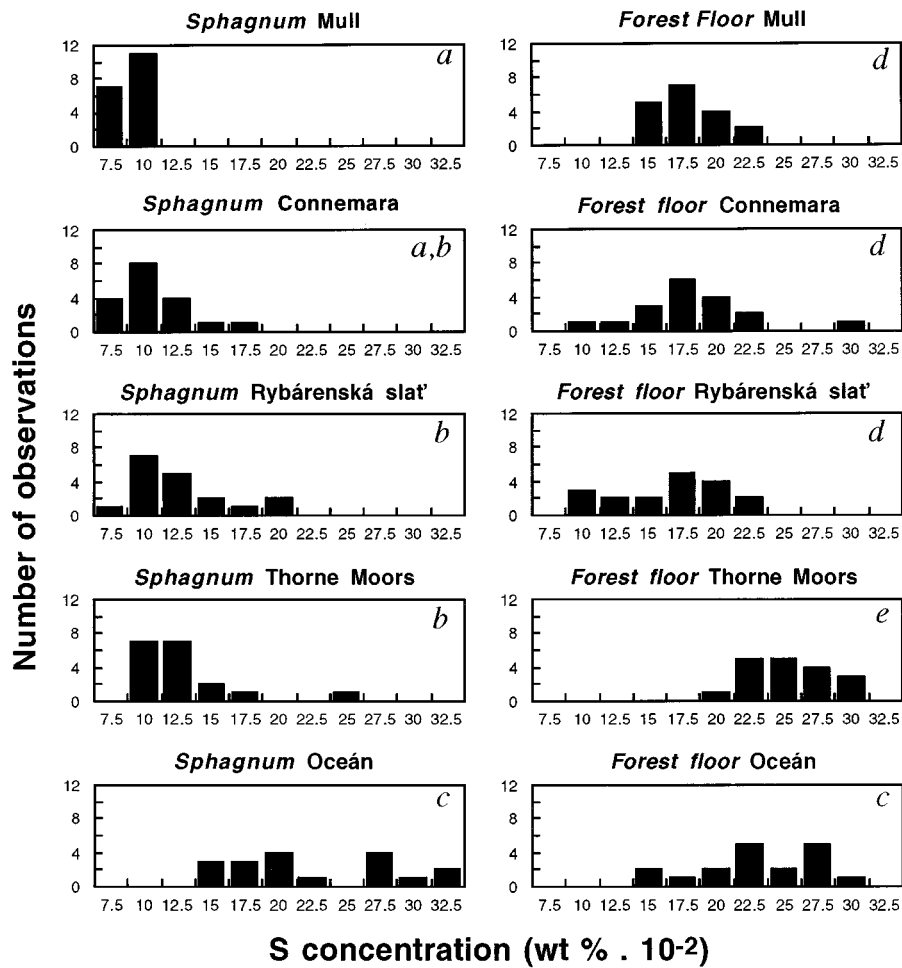 Sphagnum Mull
12
8
4
0
a
7.5 10 12.5 15 17.5 20 22.5 25 27.5 30 32.5
Forest Floor Mull
12
8
4
0
d
7.5 10 12.5 15 17.5 20 22.5 25 27.5 30 32.5
Sphagnum Connemara
12
8
4
0
a,b
7.5 10 12.5 15 17.5 20 22.5 25 27.5 30 32.5
Forest floor Connemara
12
8
4
0
d
7.5 10 12.5 15 17.5 20 22.5 25 27.5 30 32.5
Number of observations
Sphagnum Rybárenská slať
12
8
4
0
b
7.5 10 12.5 15 17.5 20 22.5 25 27.5 30 32.5
Forest floor Rybárenská slať
12
8
4
0
d
7.5 10 12.5 15 17.5 20 22.5 25 27.5 30 32.5
Sphagnum Thorne Moors
12
8
4
0
b
7.5 10 12.5 15 17.5 20 22.5 25 27.5 30 32.5
Forest floor Thorne Moors
12
8
4
0
e
7.5 10 12.5 15 17.5 20 22.5 25 27.5 30 32.5
Sphagnum Oceán
12
8
4
0
c
7.5 10 12.5 15 17.5 20 22.5 25 27.5 30 32.5
Forest floor Oceán
12
8
4
0
c
7.5 10 12.5 15 17.5 20 22.5 25 27.5 30 32.5
S concentration (wt % . 10-2)